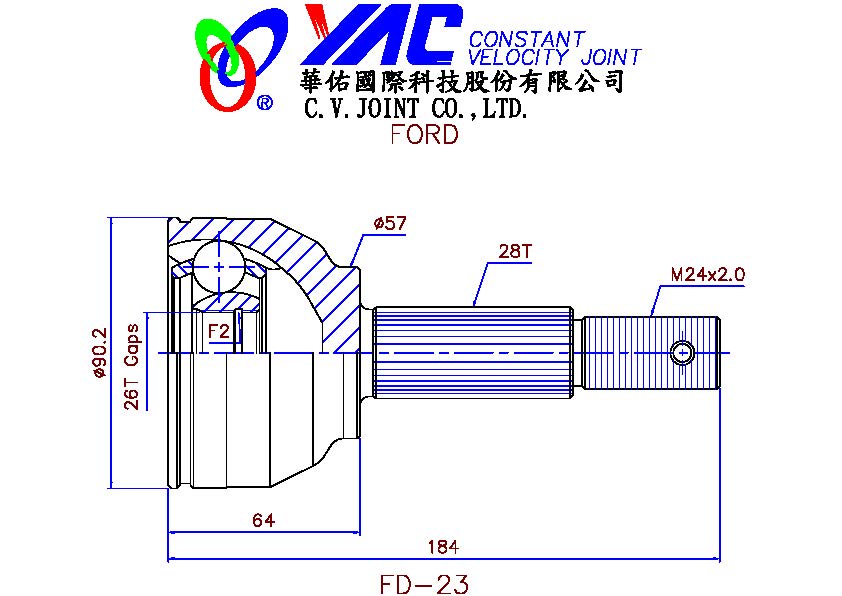 YAC CONSTANT
VELOCITY JOINT
®
華佑國際科技股份有限公司
C.V.JOINT CO.,LTD.
FORD
ø57
28T
M24x2.0
F2
ø90.2
26T Gaps
64
184
FD-23